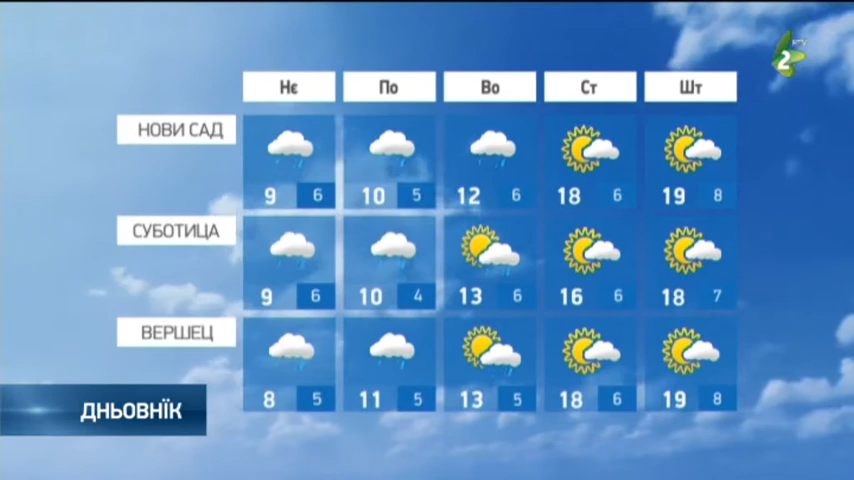 2
Нє По Во Ст Шт
НОВИ САД
9 6 10 5 12 6 18 6 19 8
СУБОТИЦА
9 6 10 4 13 6 16 6 18 7
ВЕРШЕЦ
8 5 11 5 13 5 18 6 19 8
ДНЬОВНЇК